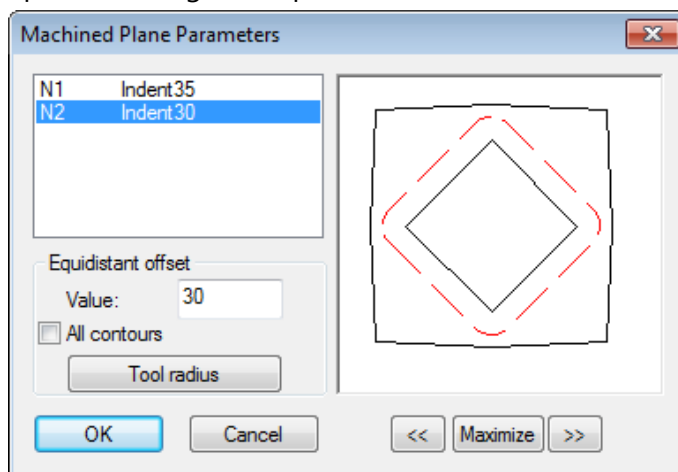 Machined Plane Parameters
N1 Indent35
N2 Indent30
Equidistant offset
Value: 30
All contours
Tool radius
OK Cancel << Maximize >>